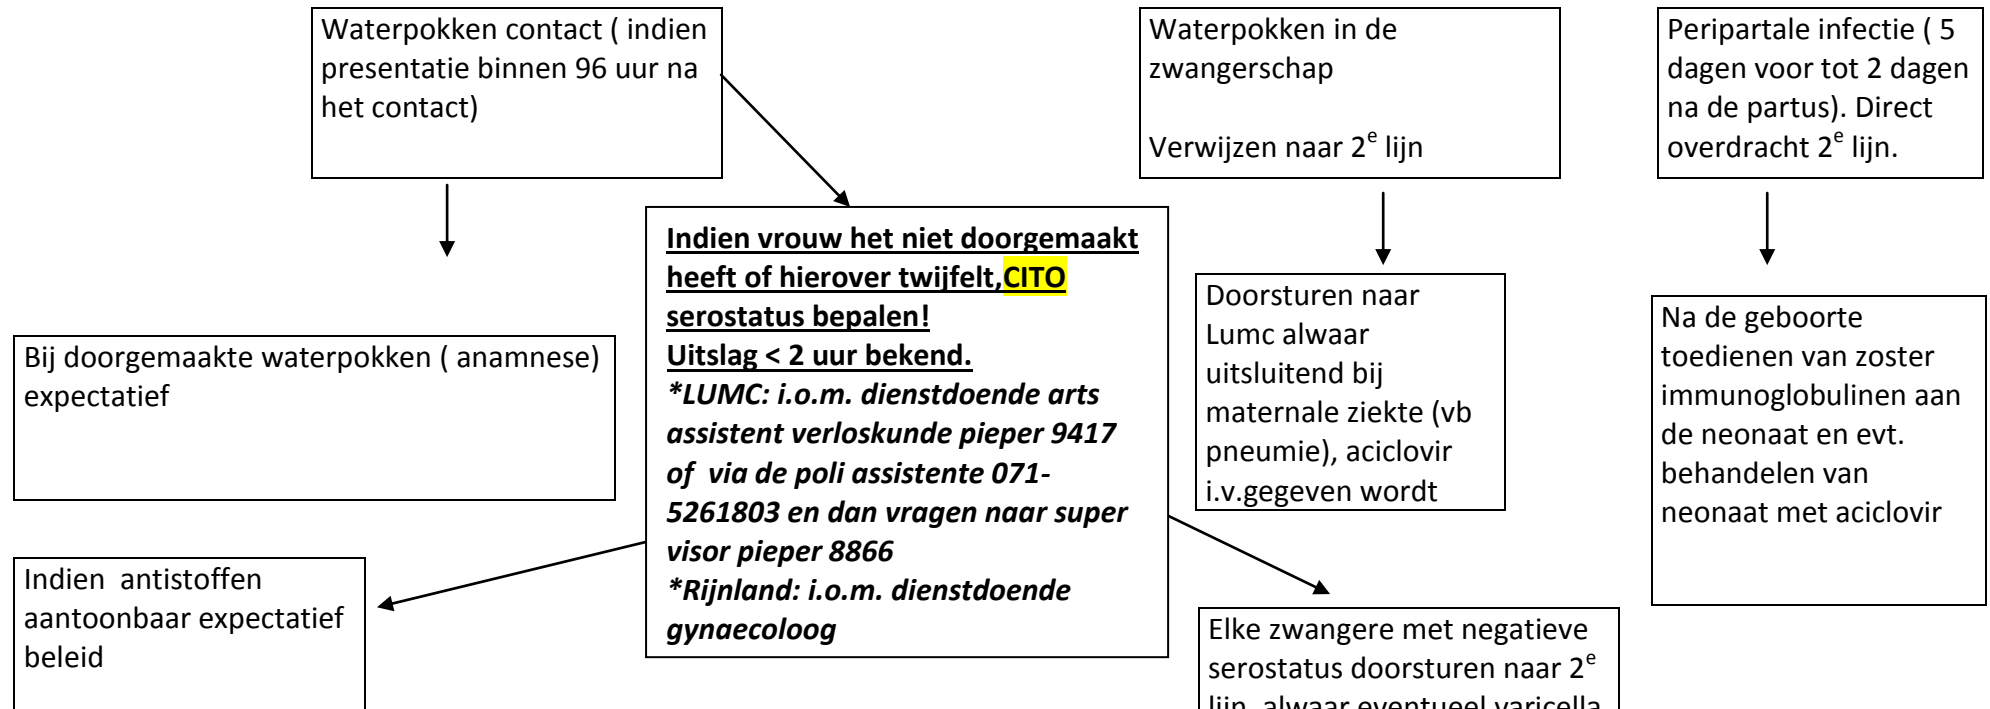 Waterpokken contact ( indien
presentatie binnen 96 uur na
het contact)
Waterpokken in de
zwangerschap
Verwijzen naar 2e lijn
Peripartale infectie ( 5
dagen voor tot 2 dagen
na de partus). Direct
overdracht 2e lijn.
Bij doorgemaakte waterpokken ( anamnese)
expectatief
Indien vrouw het niet doorgemaakt
heeft of hierover twijfelt,CITO
serostatus bepalen!
Uitslag < 2 uur bekend.
*LUMC: i.o.m. dienstdoende arts
assistent verloskunde pieper 9417
of via de poli assistente 071-
5261803 en dan vragen naar super
visor pieper 8866
*Rijnland: i.o.m. dienstdoende
gynaecoloog
Doorsturen naar
Lumc alwaar
uitsluitend bij
maternale ziekte (vb
pneumie), aciclovir
i.v.gegeven wordt
Na de geboorte
toedienen van zoster
immunoglobulinen aan
de neonaat en evt.
behandelen van
neonaat met aciclovir
Indien antistoffen
aantoonbaar expectatief
beleid
Elke zwangere met negatieve
serostatus doorsturen naar 2e
lijn, alwaar eventueel varicella